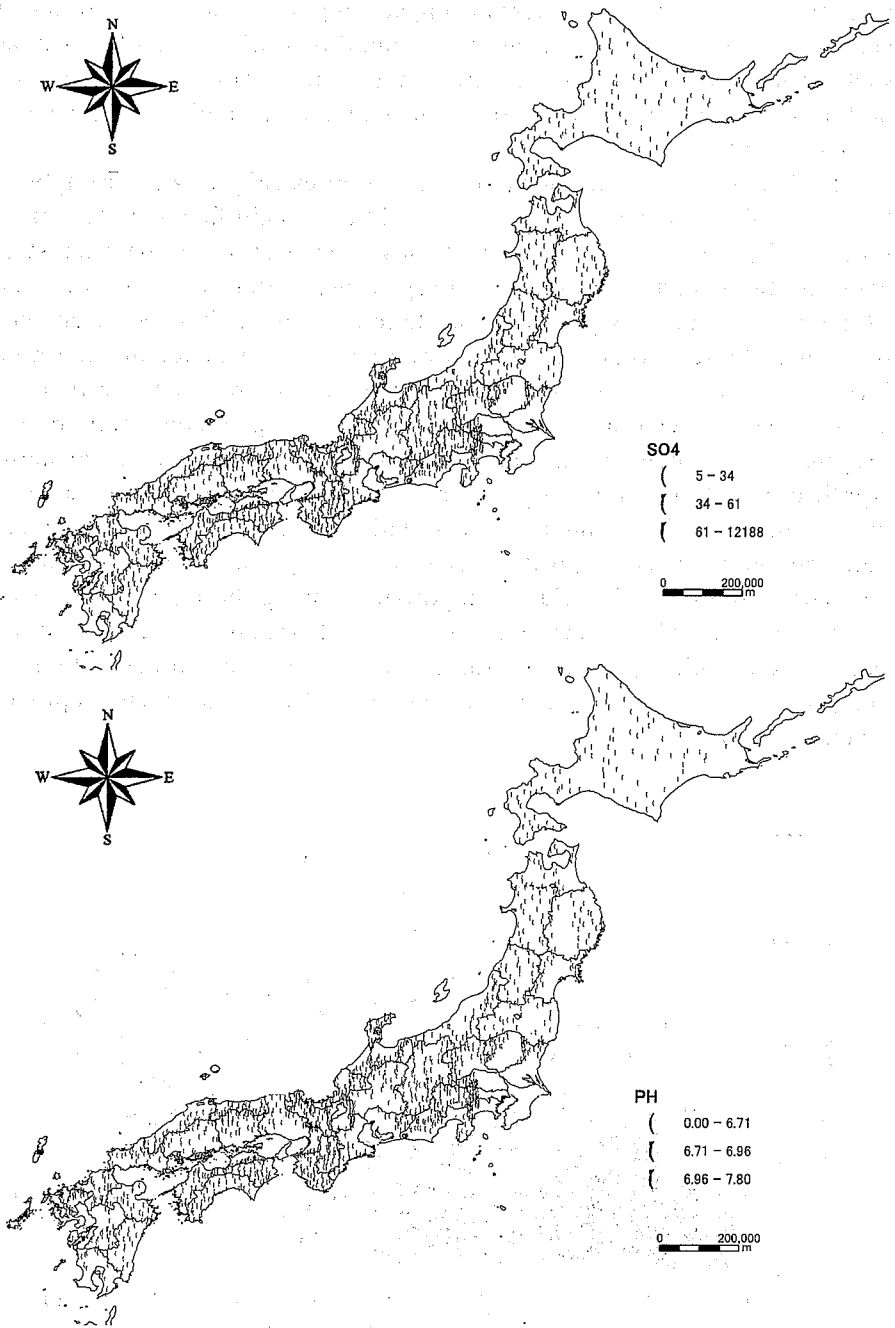 N
W E
S
SO4
5 - 34
34 - 61
61 - 12188
0 200,000
m
N
W E
S
PH
0.00 - 6.71
6.71 - 6.96
6.96 - 7.80
0 200,000
m